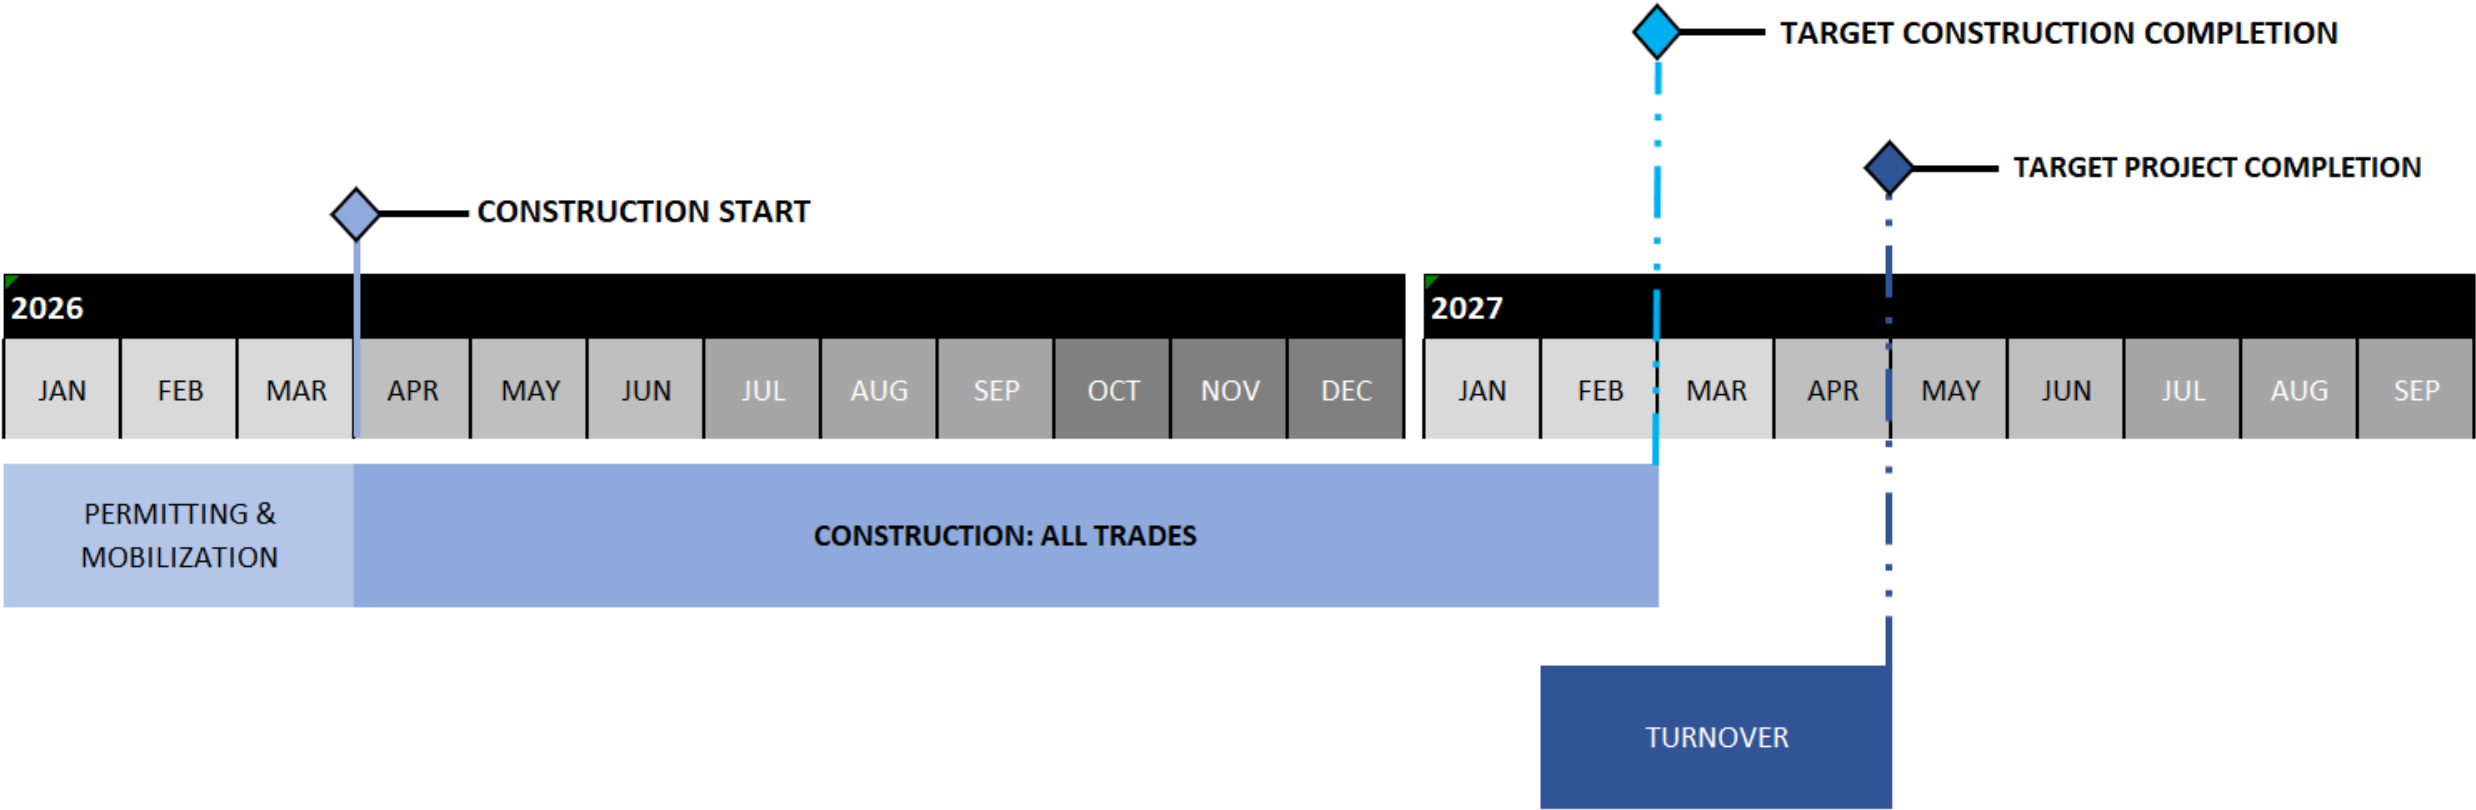 TARGET CONSTRUCTION COMPLETION
TARGET PROJECT COMPLETION
CONSTRUCTION START
2026
2027
JAN FEB MAR APR MAY JUN JUL AUG SEP OCT NOV DEC JAN FEB MAR APR MAY JUN JUL AUG SEP
PERMITTING &
MOBILIZATION
CONSTRUCTION: ALL TRADES
TURNOVER